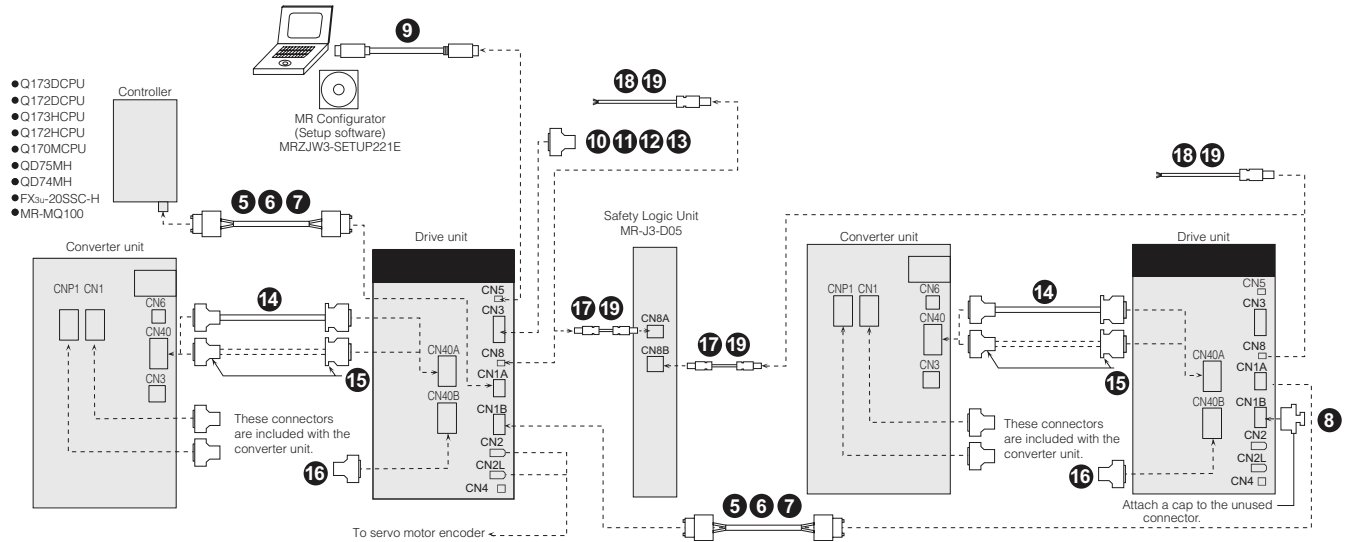 9
●Q173DCPU
●Q172DCPU
●Q173HCPU
●Q172HCPU
●Q170MCPU
●QD75MH
●QD74MH
●FX3U-20SSC-H
●MR-MQ100
Controller
MR Configurator
(Setup software)
MRZJW3-SETUP221E
18 19
10 11 12 13
18 19
5 6 7
Converter unit
CNP1 CN1
CN6
CN40
CN3
14
15
These connectors
are included with the
converter unit.
16
Drive unit
CN5
CN3
CN8
CN40A
CN1A
CN40B
CN1B
CN2
CN2L
CN4
To servo motor encoder
Safety Logic Unit
MR-J3-D05
17 19
CN8A
CN8B
17 19
5 6 7
Converter unit
CNP1 CN1
CN6
CN40
CN3
14
15
These connectors
are included with the
converter unit.
16
Drive unit
CN5
CN3
CN8
CN40A
CN1A
CN40B
CN1B
CN2
CN2L
CN4
8
Attach a cap to the unused
connector.